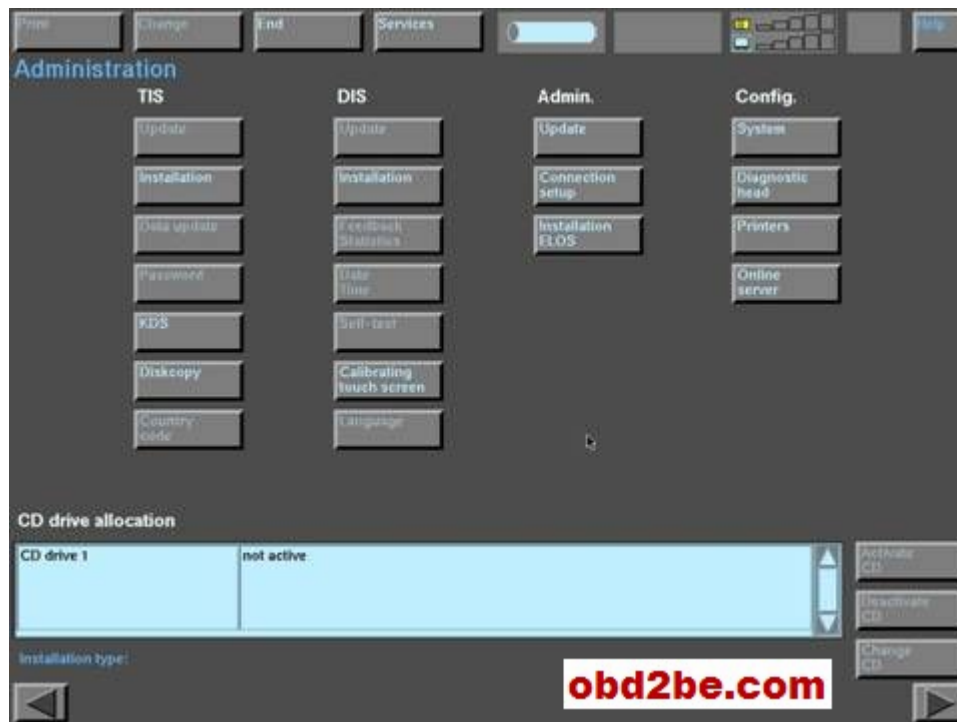 Print Change End Services Help
Administration
TIS DIS Admin. Config.
Update Update Update System
Installation Installation Connection setup Diagnostic head
Data update Feedback Statistics Installation ELOS Printers
Password Date Time Online server
KDS Self-test
Diskcopy Calibrating touch screen
Country code Language
CD drive allocation
CD drive 1 not active
Activate CD
Deactivate CD
Installation type:
Change CD
obd2be.com